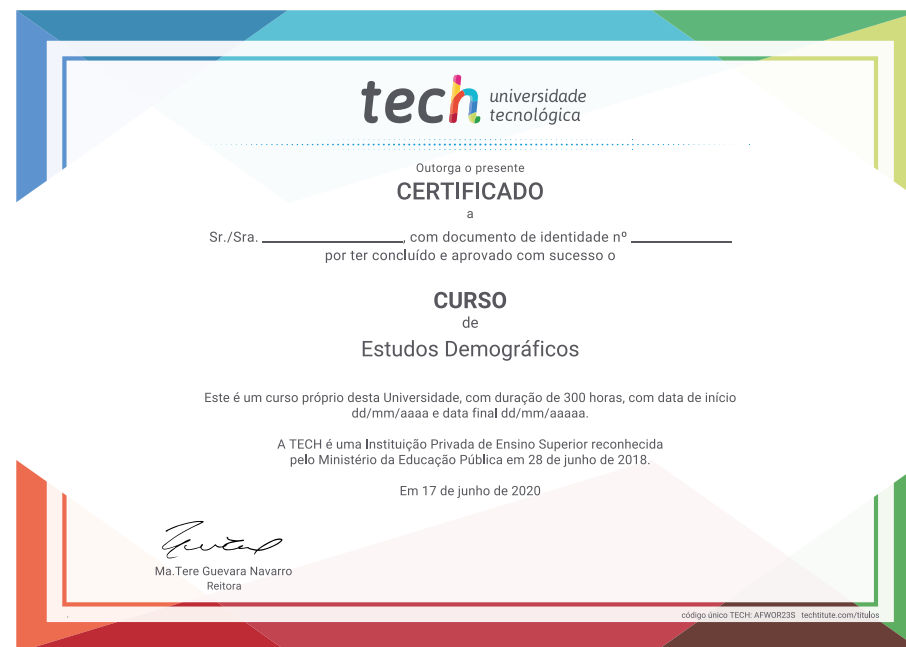 tech universidade
tecnológica
Outorga o presente
CERTIFICADO
a
Sr./Sra. ________________, com documento de identidade nº ____________
por ter concluído e aprovado com sucesso o
CURSO
de
Estudos Demográficos
Este é um curso próprio desta Universidade, com duração de 300 horas, com data de início
dd/mm/aaaa e data final dd/mm/aaaaa.
A TECH é uma Instituição Privada de Ensino Superior reconhecida
pelo Ministério da Educação Pública em 28 de junho de 2018.
Em 17 de junho de 2020
Ma.Tere Guevara Navarro
Reitora
código único TECH: AFWOR23S techtitute.com/títulos